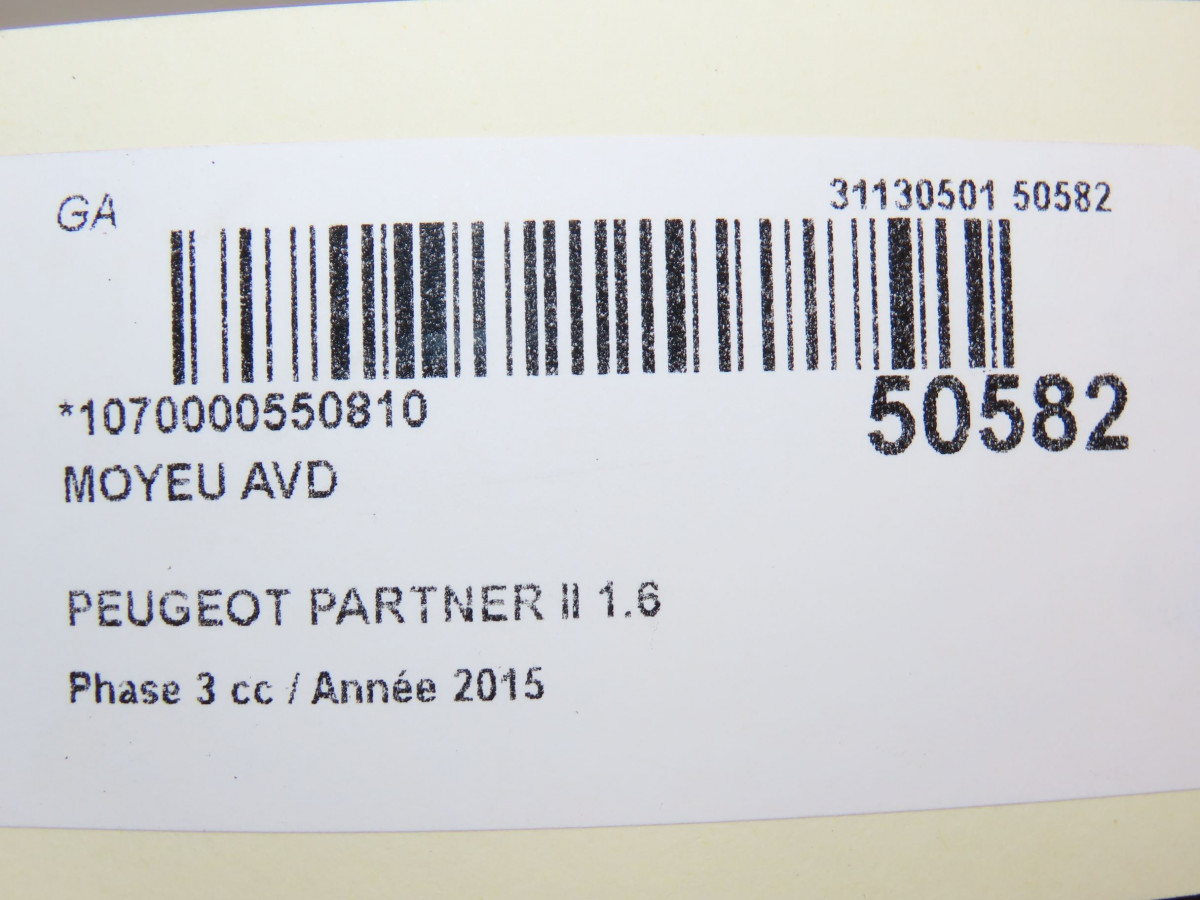 GA
31130501 50582
*1070000550810
50582
MOYEU AVD
PEUGEOT PARTNER II 1.6
Phase 3 cc / Année 2015